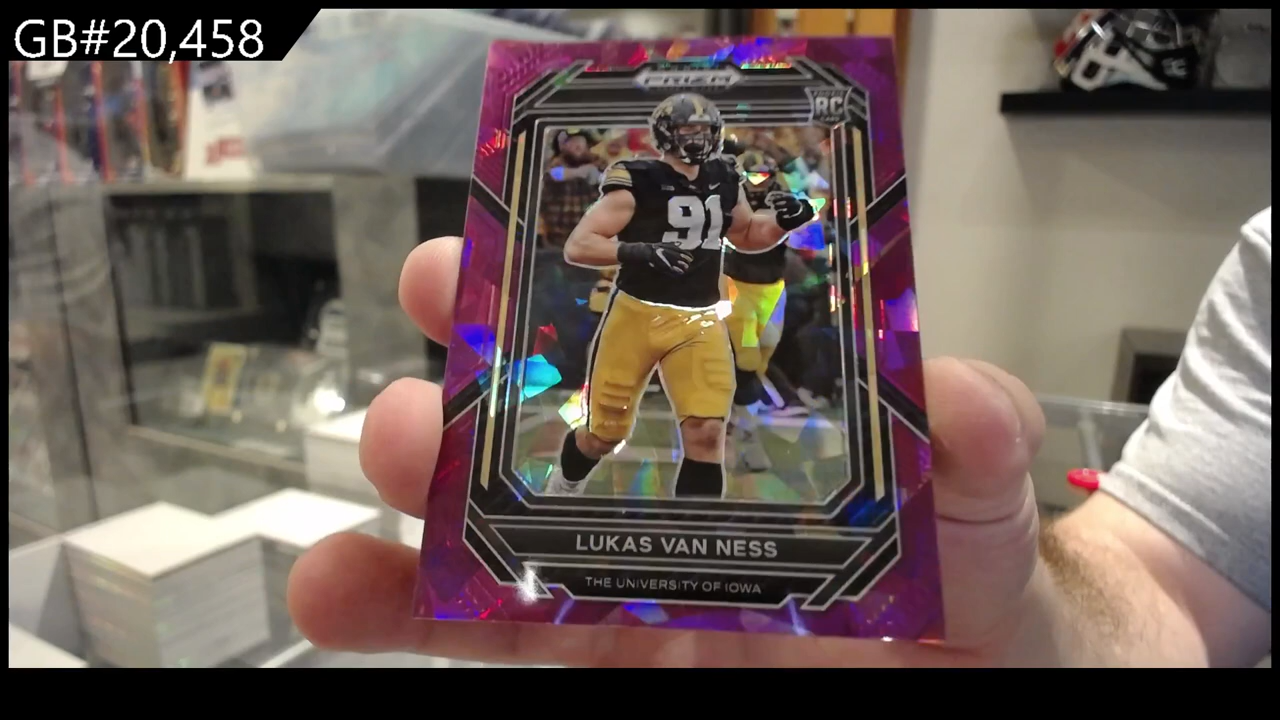 GB#20,458
PRIZM
RC
91
LUKAS VAN NESS
THE UNIVERSITY OF IOWA